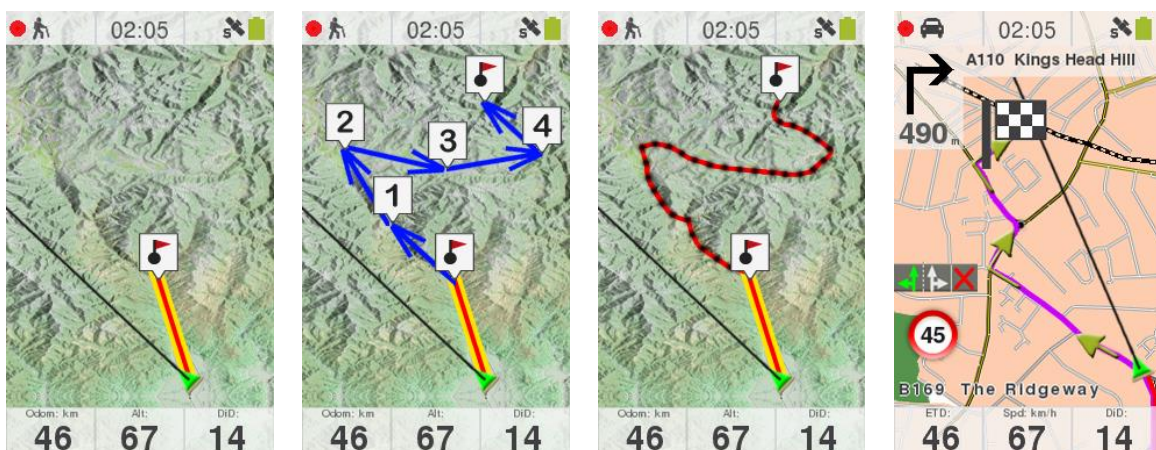 02:05
S
Odom: km Alt: DiD:
46 67 14
02:05
S
2
3
4
1
Odom: km Alt: DiD:
46 67 14
02:05
S
Odom: km Alt: DiD:
46 67 14
02:05
S
A110 Kings Head Hill
490 m
45
B169 The Ridgeway
ETD: Spd: km/h DiD:
46 67 14